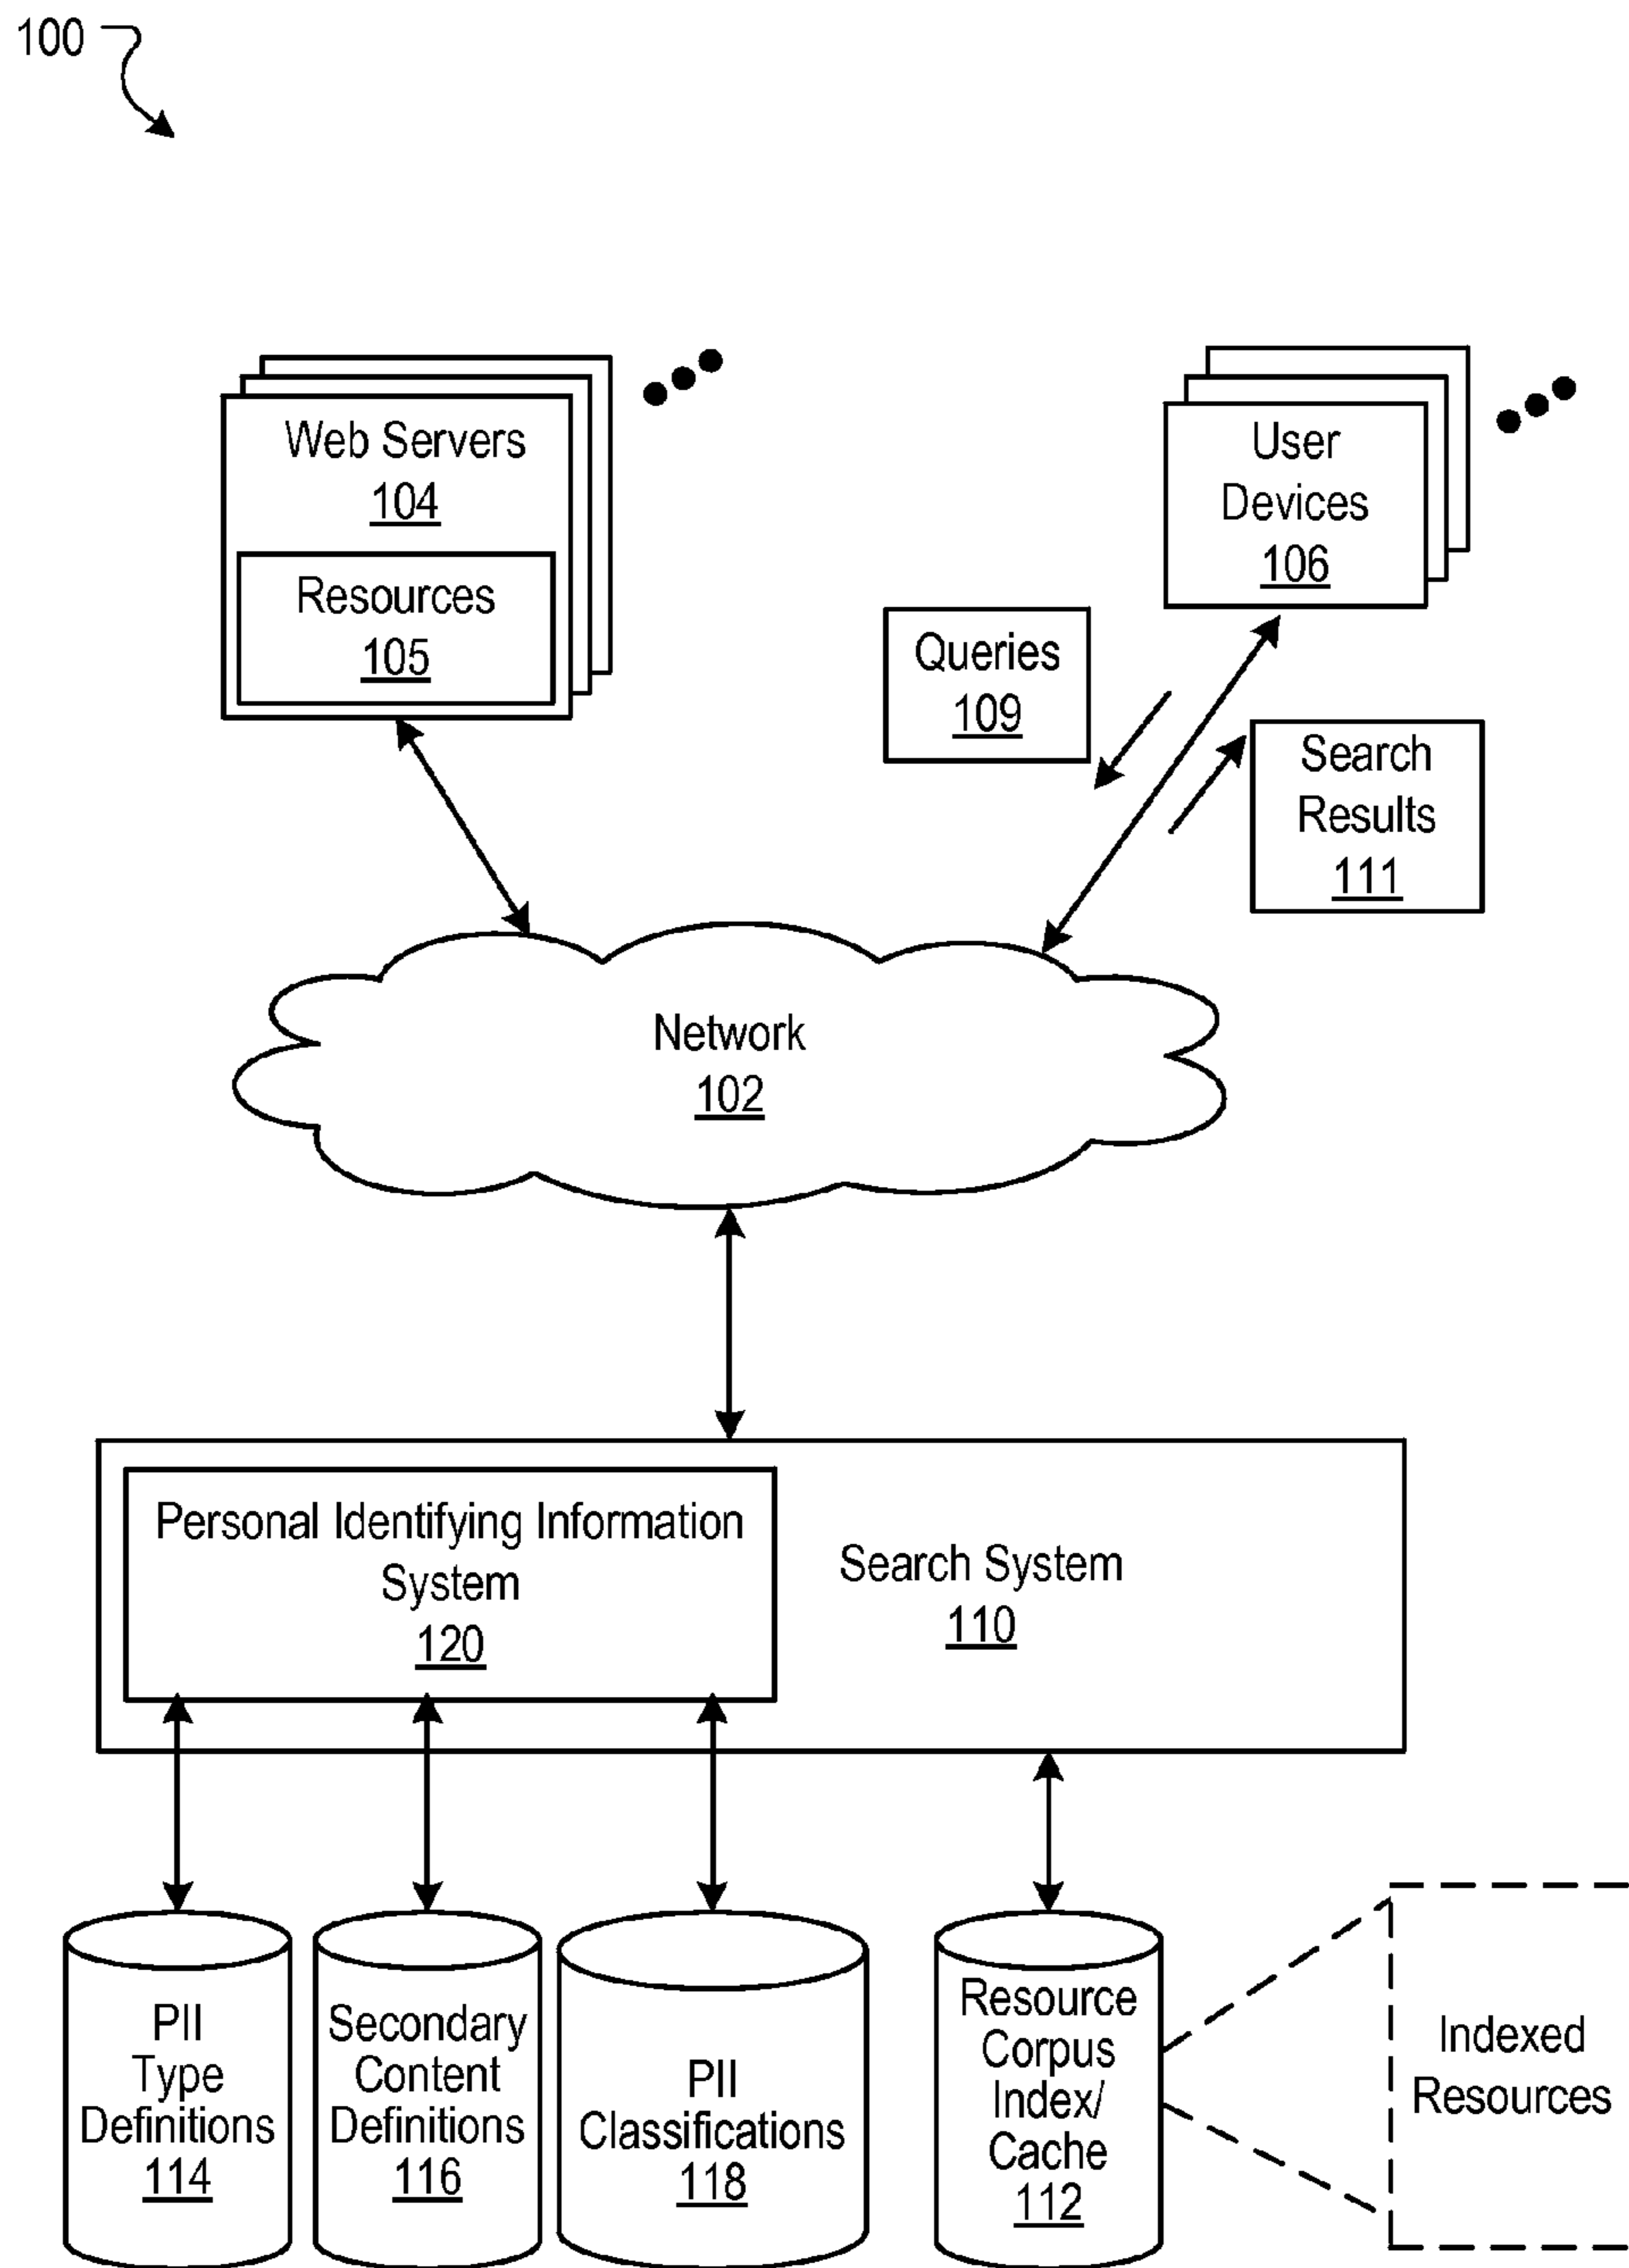 100
Web Servers
104
Resources
105
User
Devices
106
Queries
109
Search
Results
111
Network
102
Personal Identifying Information
System
120
Search System
110
PII
Type
Definitions
114
Secondary
Content
Definitions
116
PII
Classifications
118
Resource
Corpus
Index/
Cache
112
Indexed
Resources